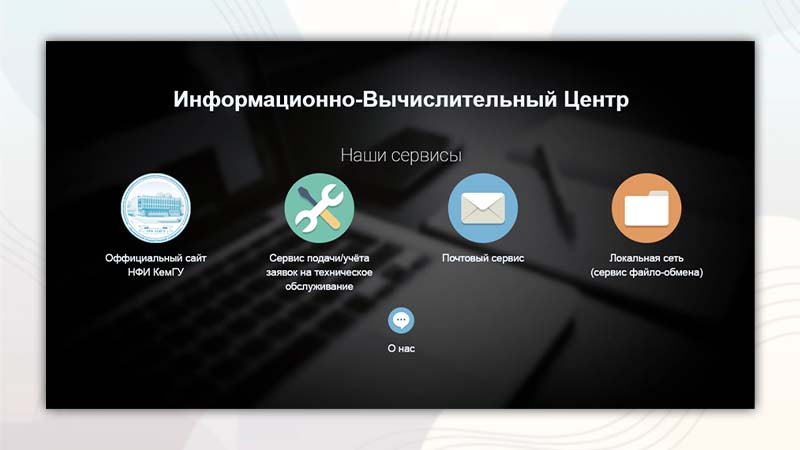 Информационно-Вычислительный Центр
Наши сервисы
Оффициальный сайт
НФИ КемГУ
Сервис подачи/учёта
заявок на техническое
обслуживание
Почтовый сервис
Локальная сеть
(сервис файло-обмена)
О нас